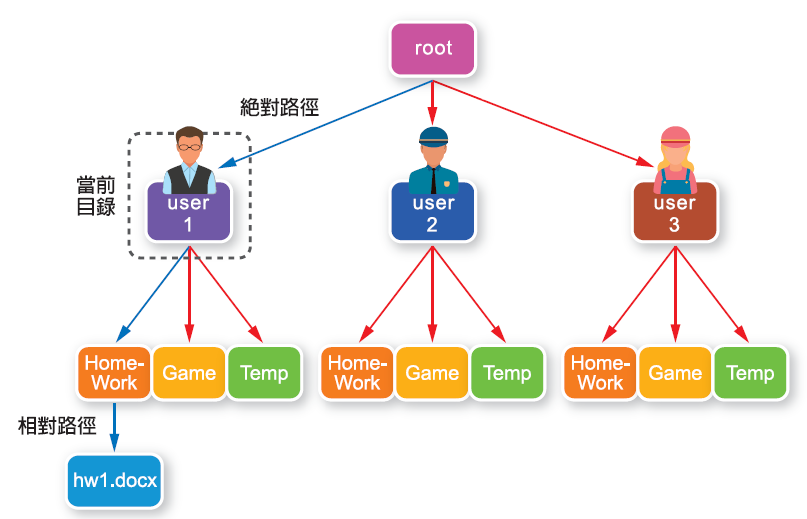 root
絕對路徑
當前
目錄
user
1
user
2
user
3
Home-
Work
Game
Temp
Home-
Work
Game
Temp
Home-
Work
Game
Temp
相對路徑
hw1.docx